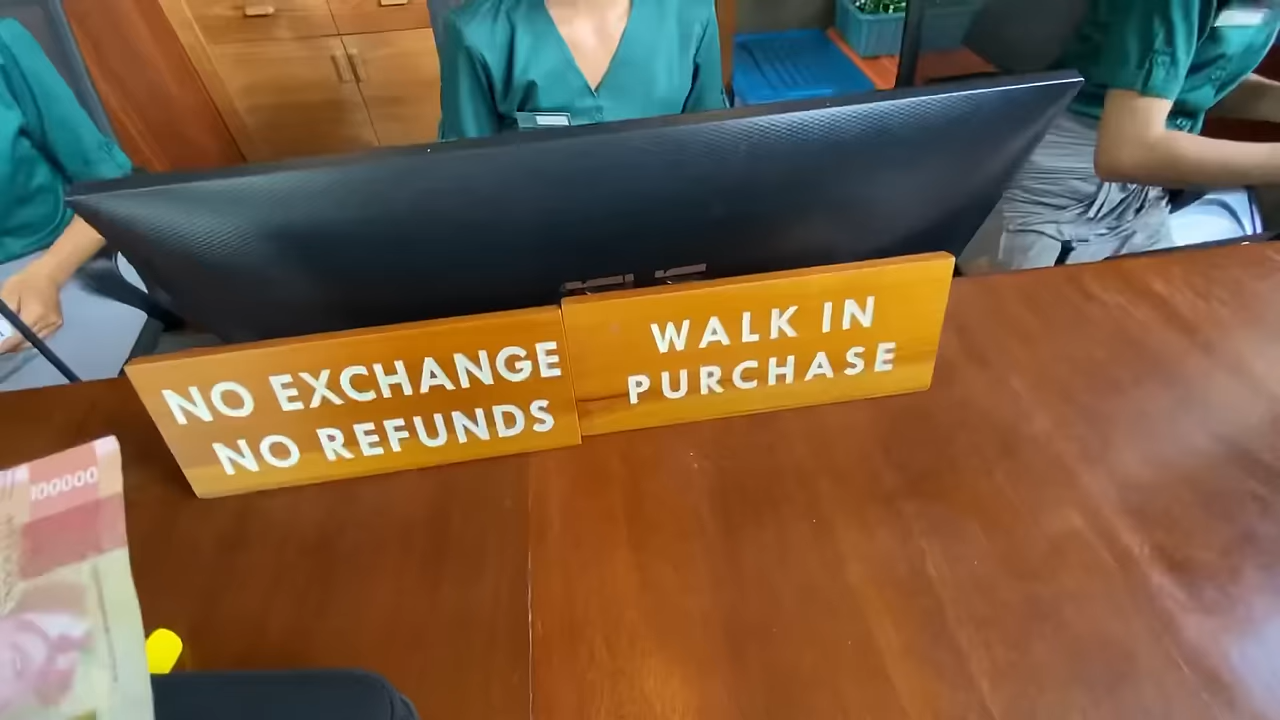 NO EXCHANGE
NO REFUNDS
WALK IN
PURCHASE
100000